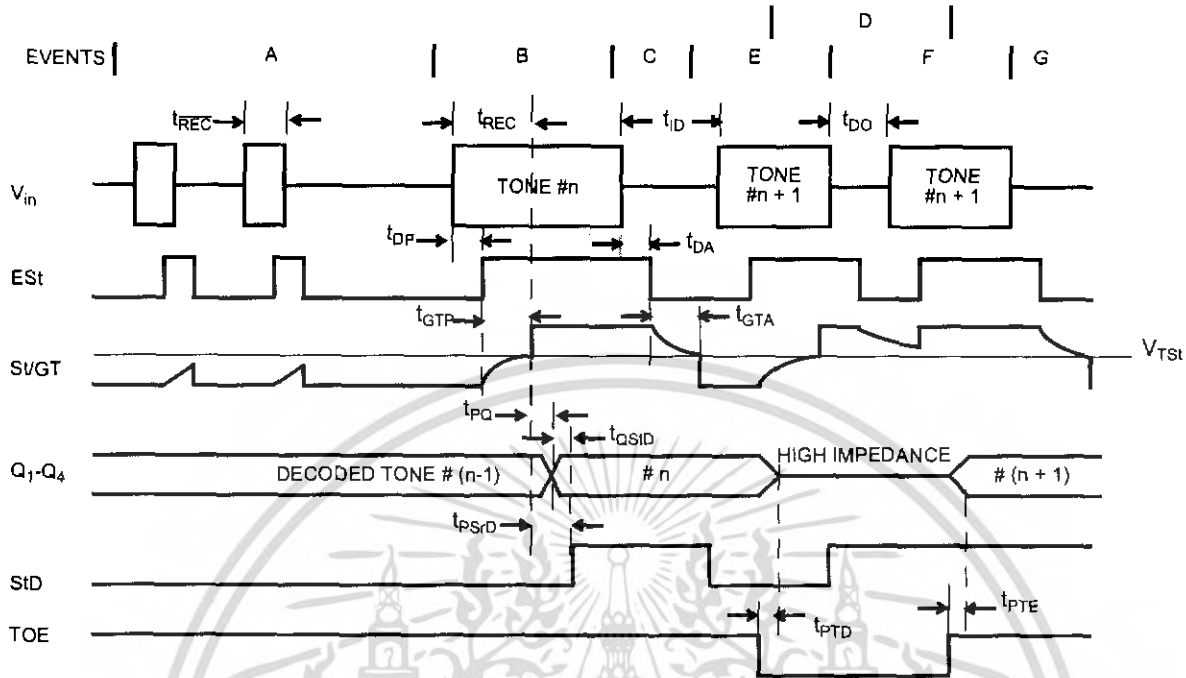 D
EVENTS A B C E F G
tREC tREC tID tDO
Vin TONE #n TONE #n + 1 TONE #n + 1
tDP tDA
ESt
tGTP tGTA
St/GT VTSt
tPQ tQStD
Q1-Q4 DECODED TONE # (n-1) # n HIGH IMPEDANCE # (n + 1)
tPSrD
StD
tPTD tPTE
TOE